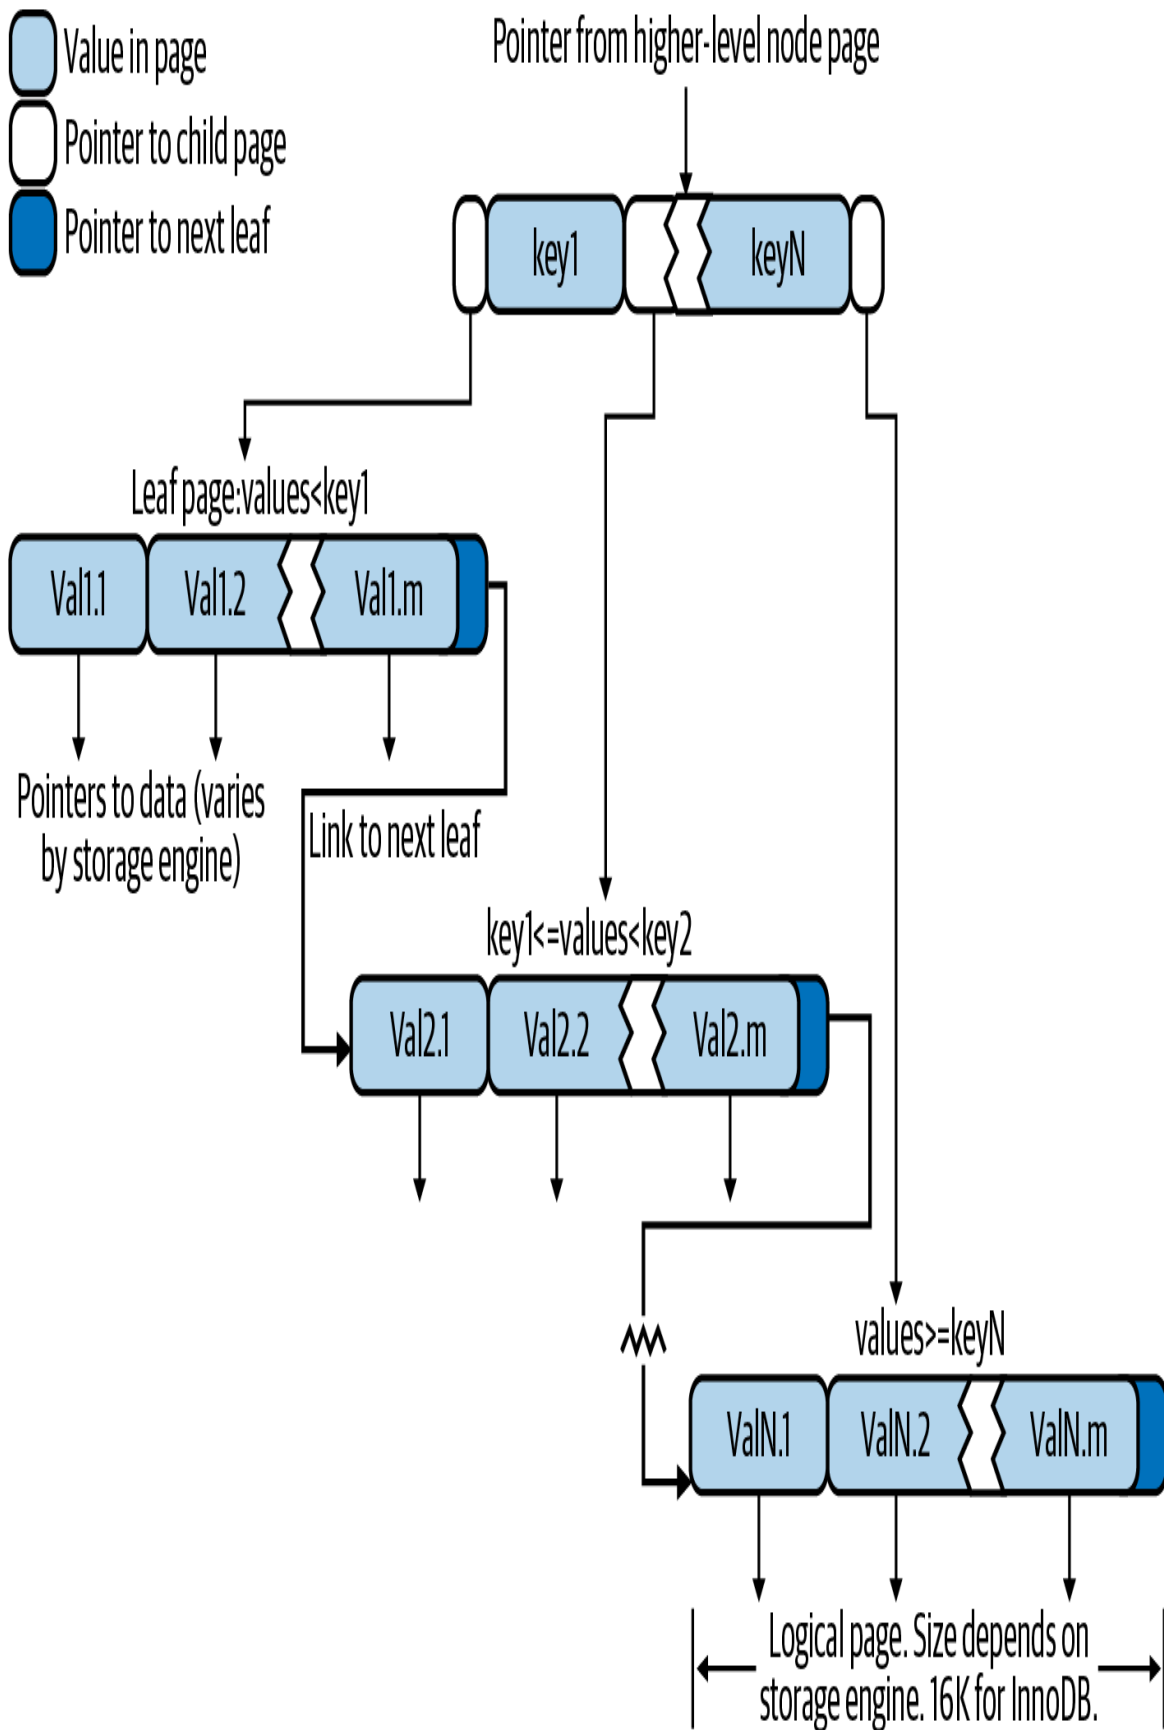 Value in page
Pointer to child page
Pointer to next leaf
Pointer from higher-level node page
key1
keyN
Leaf page:values<key1
Val1.1
Val1.2
Val1.m
Pointers to data (varies
by storage engine)
Link to next leaf
key1<=values<key2
Val2.1
Val2.2
Val2.m
values>=keyN
ValN.1
ValN.2
ValN.m
Logical page. Size depends on
storage engine. 16K for InnoDB.